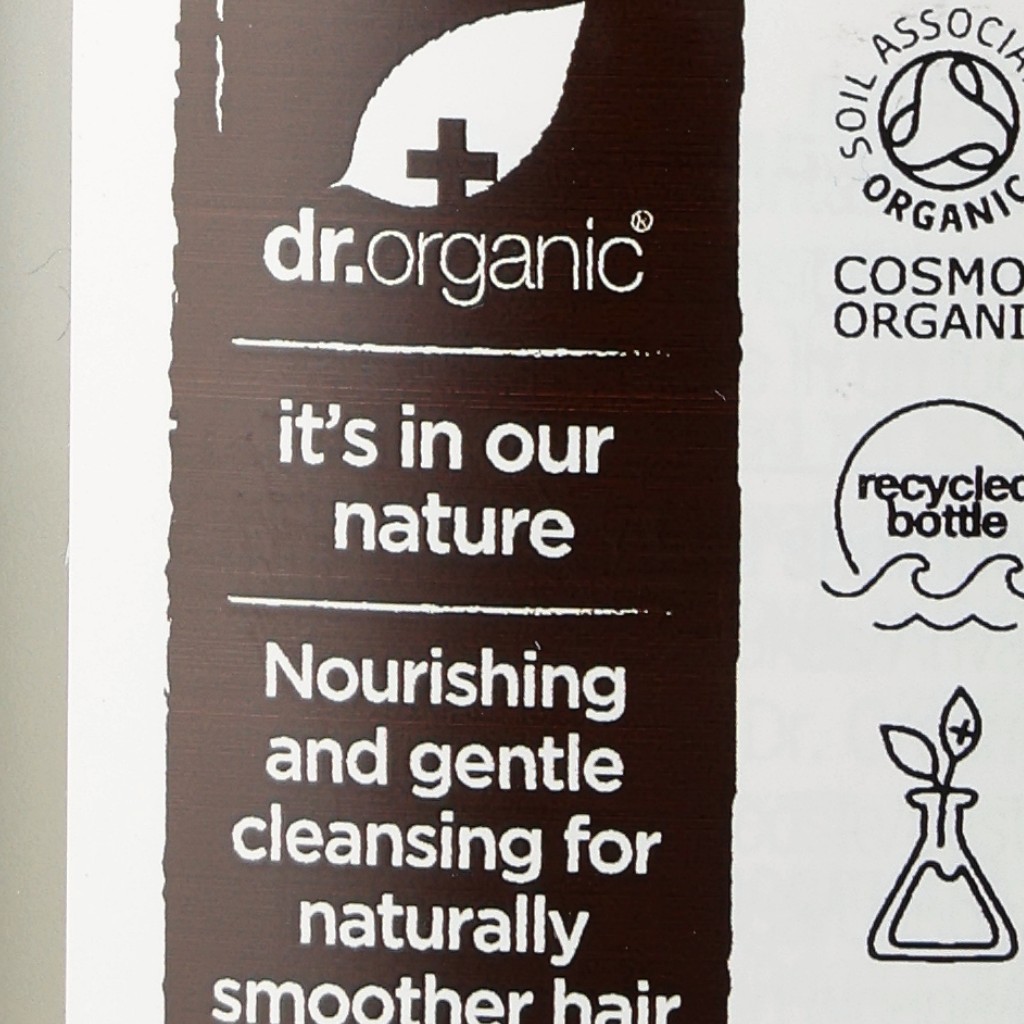 dr.organic®
it's in our
nature
Nourishing
and gentle
cleansing for
naturally
smoother hair
SOIL ASSOCIA
ORGANIC
COSMO
ORGANI
recycled
bottle